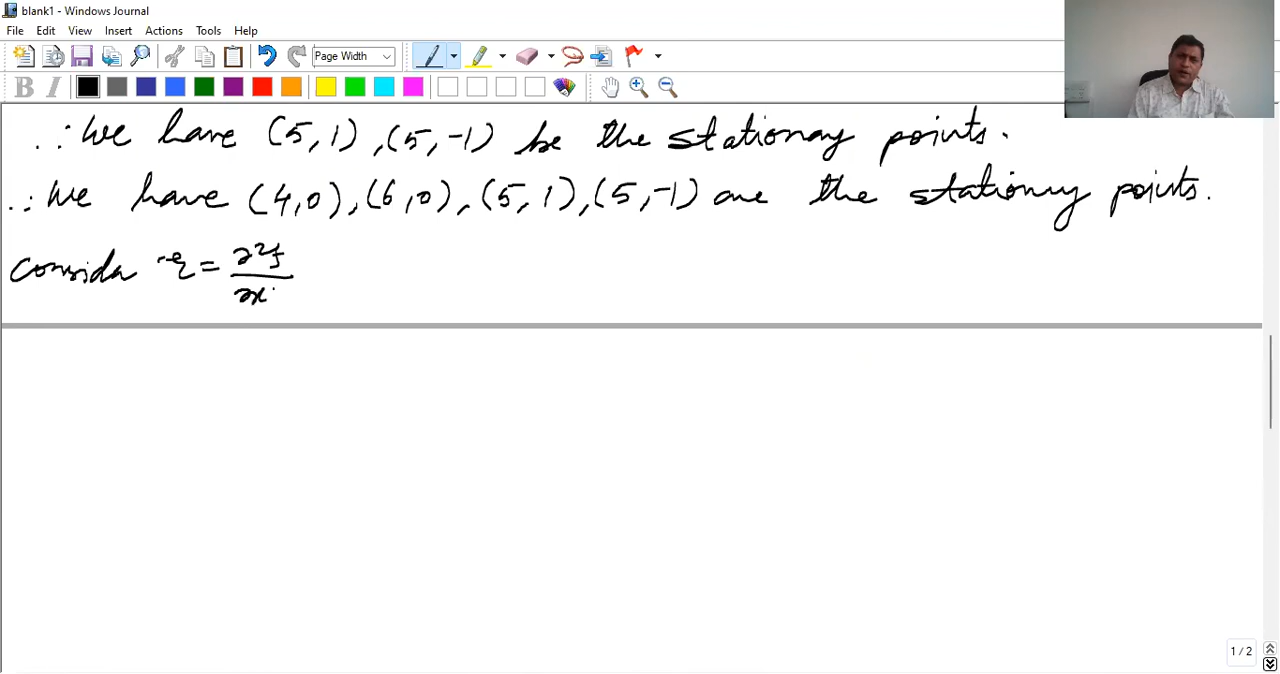 blank1 - Windows Journal
File Edit View Insert Actions Tools Help
Page Width
B I
∴ We have (5,1), (5,-1) be the stationary points.
∴ We have (4,0), (6,0), (5,1), (5,-1) are the stationary points.
Consider r = ∂²f
∂x
1 / 2